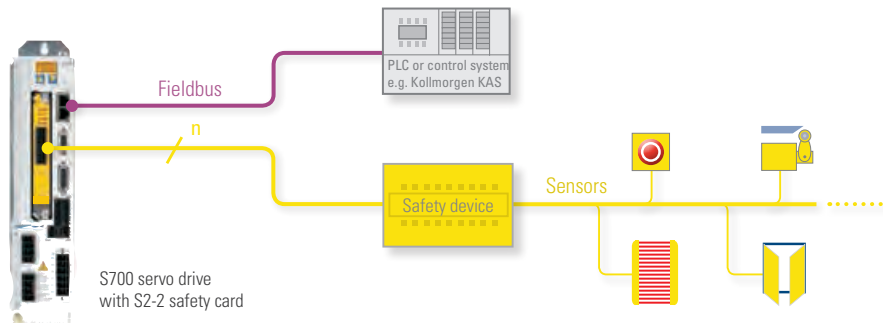 PLC or control system
e.g. Kollmorgen KAS
Fieldbus
n
Sensors
Safety device
S700 servo drive
with S2-2 safety card